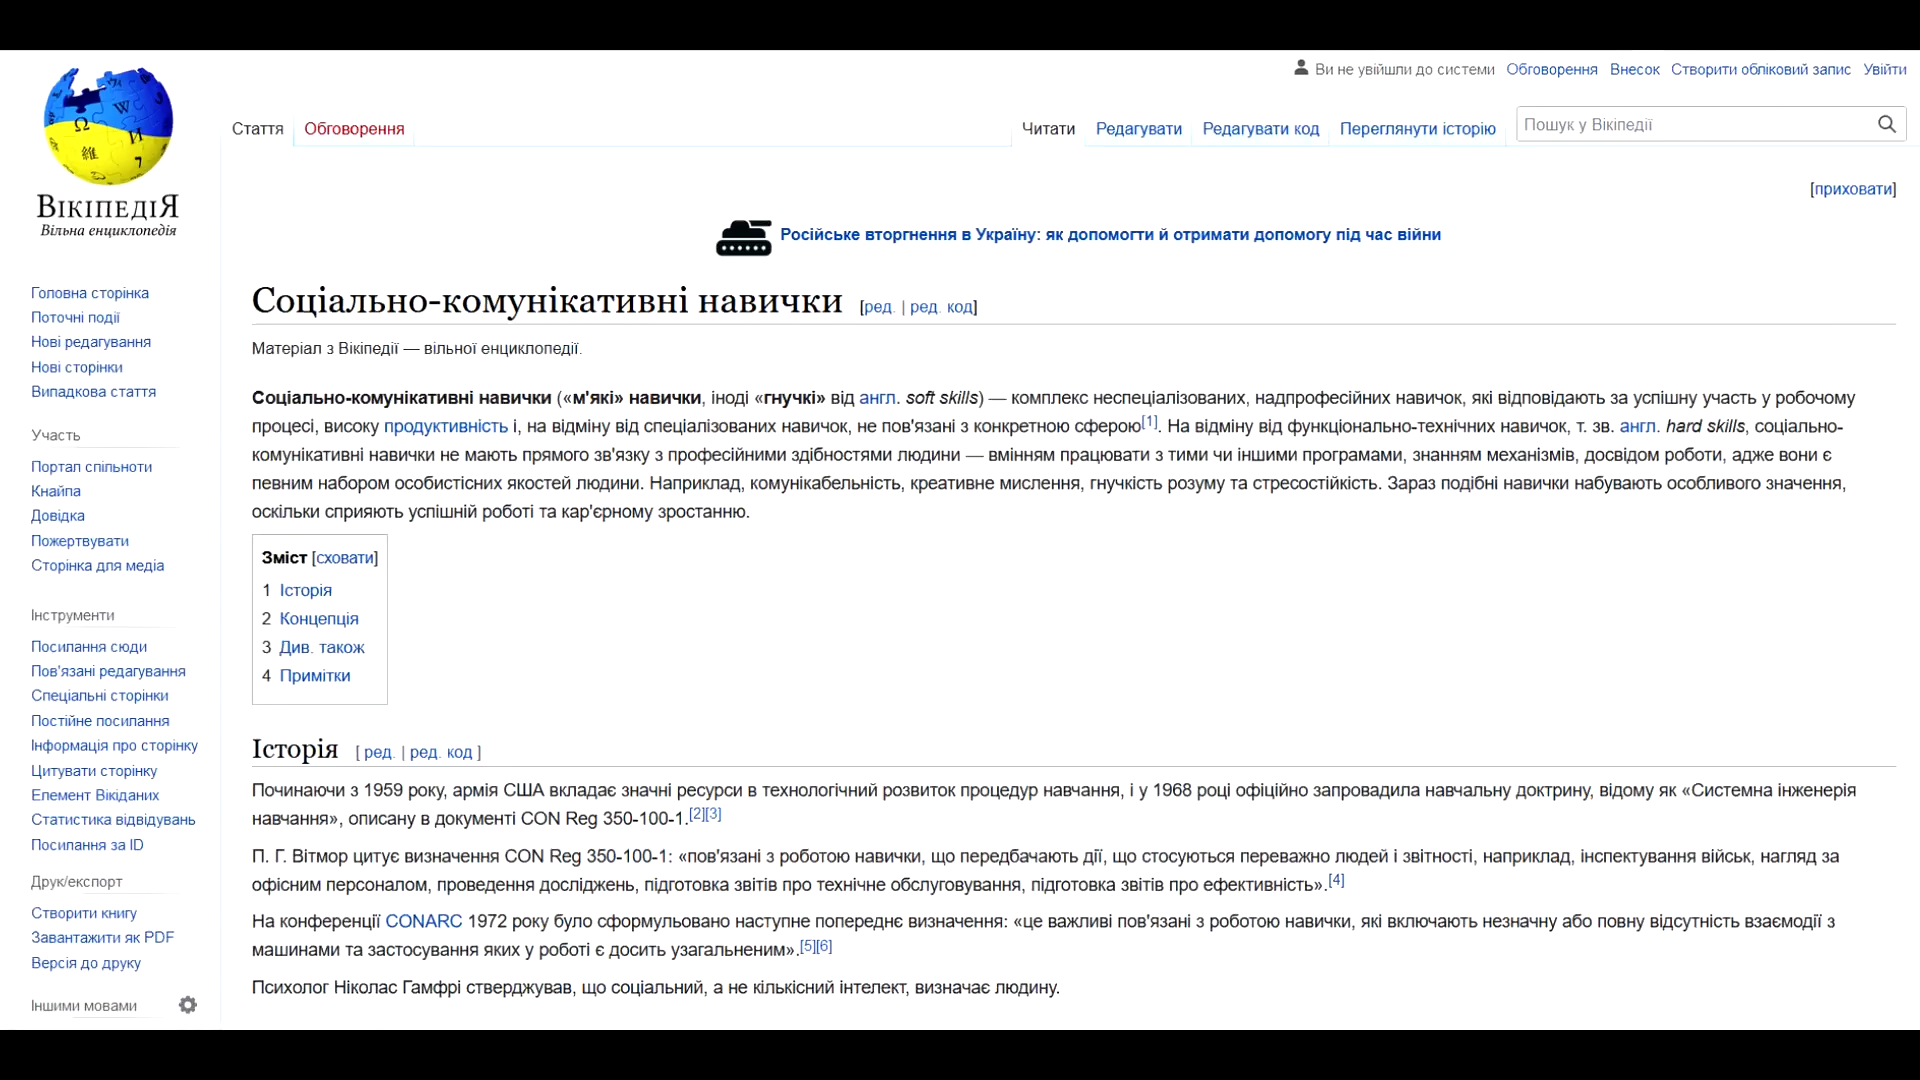 Ви не увійшли до системи Обговорення Внесок Створити обліковий запис Увійти
Стаття Обговорення Читати Редагувати Редагувати код Переглянути історію Пошук у Вікіпедії
ВІКІПЕДІЯ
Вільна енциклопедія
[приховати]
Російське вторгнення в Україну: як допомогти й отримати допомогу під час війни
Головна сторінка
Поточні події
Нові редагування
Нові сторінки
Випадкова стаття
Участь
Портал спільноти
Кнайпа
Довідка
Пожертвувати
Сторінка для медіа
Інструменти
Посилання сюди
Пов'язані редагування
Спеціальні сторінки
Постійне посилання
Інформація про сторінку
Цитувати сторінку
Елемент Вікіданих
Статистика відвідувань
Посилання за ID
Друк/експорт
Створити книгу
Завантажити як PDF
Версія до друку
Іншими мовами
Соціально-комунікативні навички [ред. | ред. код]
Матеріал з Вікіпедії — вільної енциклопедії.
Соціально-комунікативні навички («м'які» навички, іноді «гнучкі» від англ. soft skills) — комплекс неспеціалізованих, надпрофесійних навичок, які відповідають за успішну участь у робочому
процесі, високу продуктивність і, на відміну від спеціалізованих навичок, не пов'язані з конкретною сферою[1]. На відміну від функціонально-технічних навичок, т. зв. англ. hard skills, соціально-
комунікативні навички не мають прямого зв'язку з професійними здібностями людини — вмінням працювати з тими чи іншими програмами, знанням механізмів, досвідом роботи, адже вони є
певним набором особистісних якостей людини. Наприклад, комунікабельність, креативне мислення, гнучкість розуму та стресостійкість. Зараз подібні навички набувають особливого значення,
оскільки сприяють успішній роботі та кар'єрному зростанню.
Зміст [сховати]
1 Історія
2 Концепція
3 Див. також
4 Примітки
Історія [ ред. | ред. код ]
Починаючи з 1959 року, армія США вкладає значні ресурси в технологічний розвиток процедур навчання, і у 1968 році офіційно запровадила навчальну доктрину, відому як «Системна інженерія
навчання», описану в документі CON Reg 350-100-1.[2][3]
П. Г. Вітмор цитує визначення CON Reg 350-100-1: «пов'язані з роботою навички, що передбачають дії, що стосуються переважно людей і звітності, наприклад, інспектування військ, нагляд за
офісним персоналом, проведення досліджень, підготовка звітів про технічне обслуговування, підготовка звітів про ефективність».[4]
На конференції CONARC 1972 року було сформульовано наступне попереднє визначення: «це важливі пов'язані з роботою навички, які включають незначну або повну відсутність взаємодії з
машинами та застосування яких у роботі є досить узагальненим».[5][6]
Психолог Ніколас Гамфрі стверджував, що соціальний, а не кількісний інтелект, визначає людину.